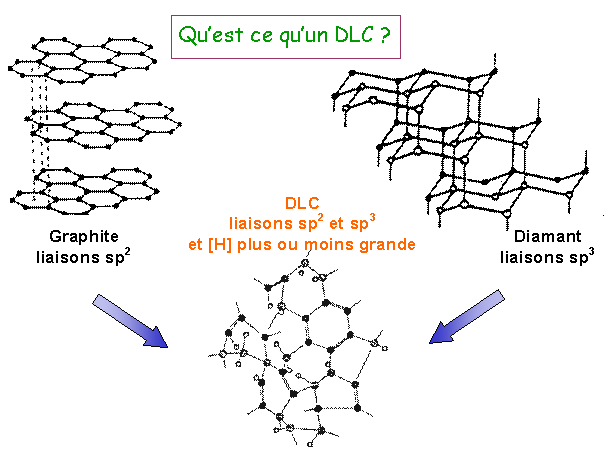 Qu'est ce qu'un DLC ?
Graphite
liaisons sp²
DLC
liaisons sp² et sp³
et [H] plus ou moins grande
Diamant
liaisons sp³